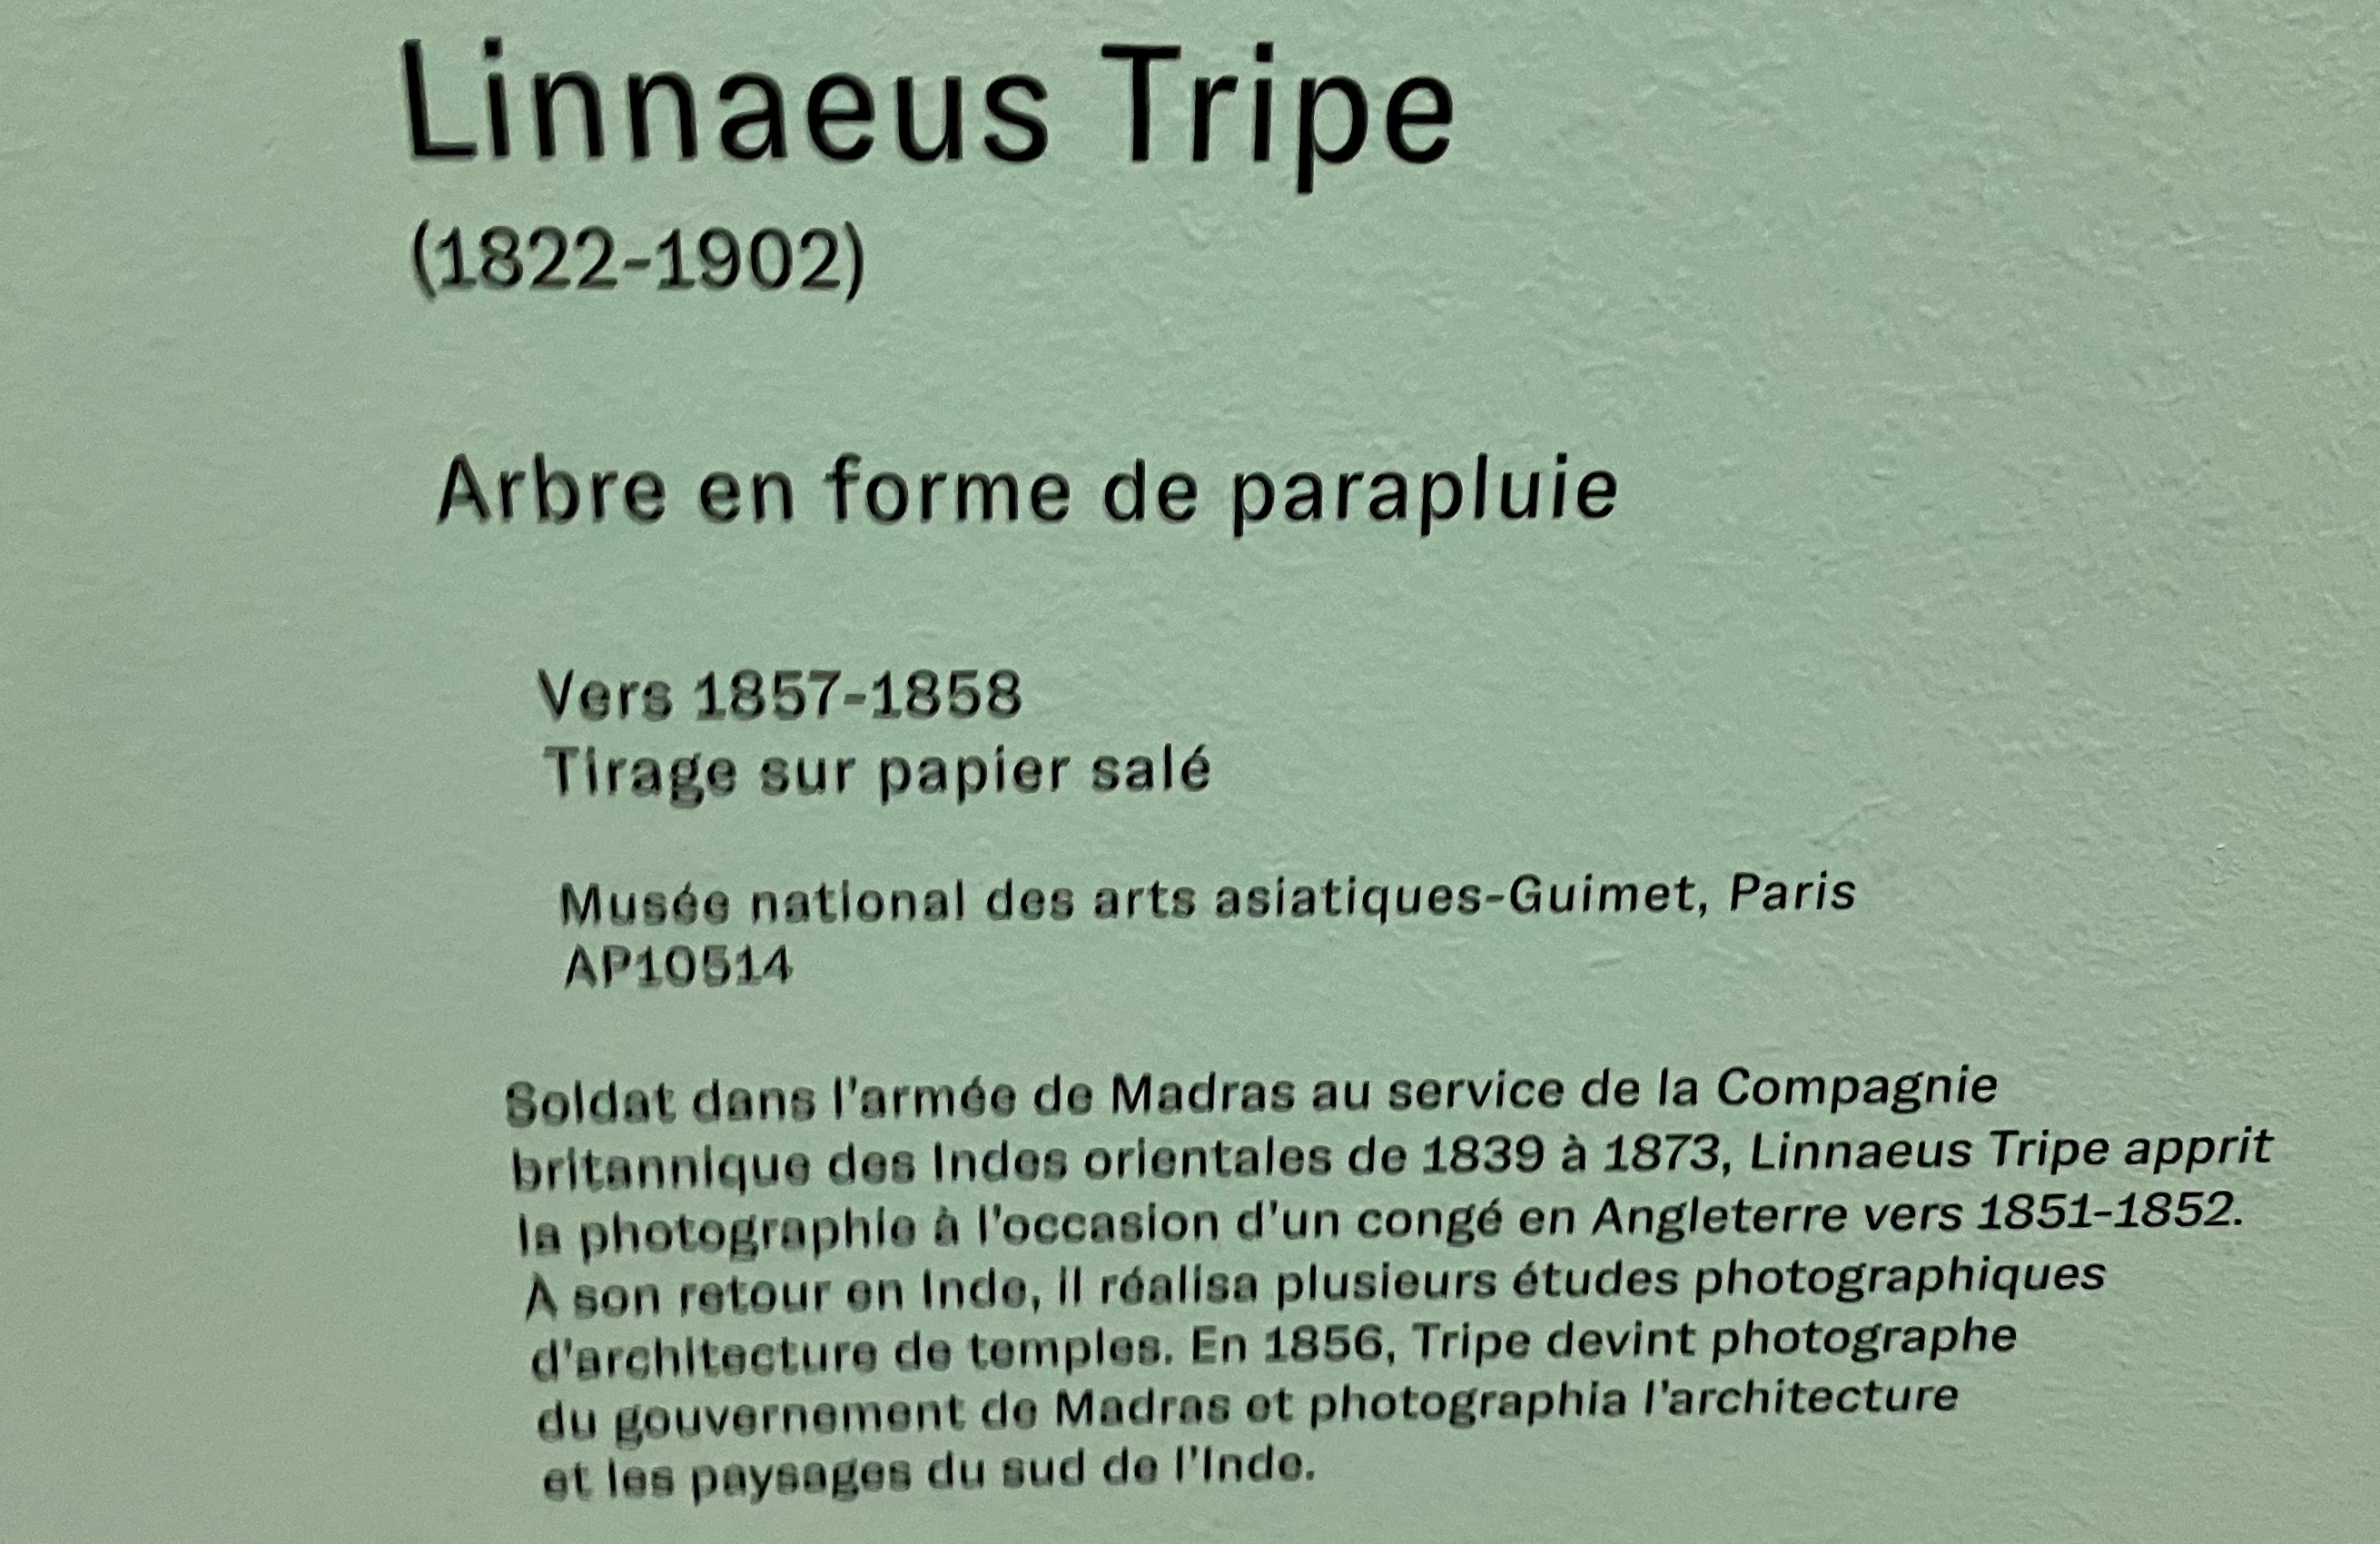 Linnaeus Tripe
(1822-1902)
Arbre en forme de parapluie
Vers 1857-1858
Tirage sur papier salé
Musée national des arts asiatiques-Guimet, Paris
AP10514
Soldat dans l'armée de Madras au service de la Compagnie
britannique des Indes orientales de 1839 à 1873, Linnaeus Tripe apprit
la photographie à l'occasion d'un congé en Angleterre vers 1851-1852.
A son retour en Inde, il réalisa plusieurs études photographiques
d'architecture de temples. En 1856, Tripe devint photographe
du gouvernement de Madras et photographia l'architecture
et les paysages du sud de l'Inde.